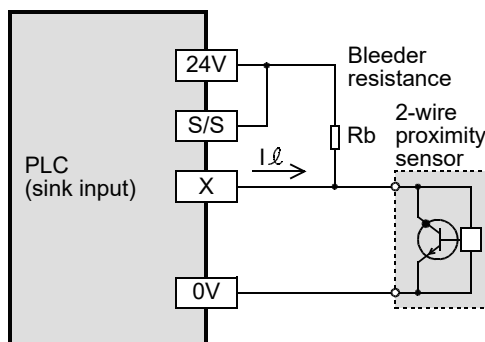 24V
S/S
X
0V
PLC
(sink input)
Iℓ
Bleeder
resistance
Rb
2-wire
proximity
sensor